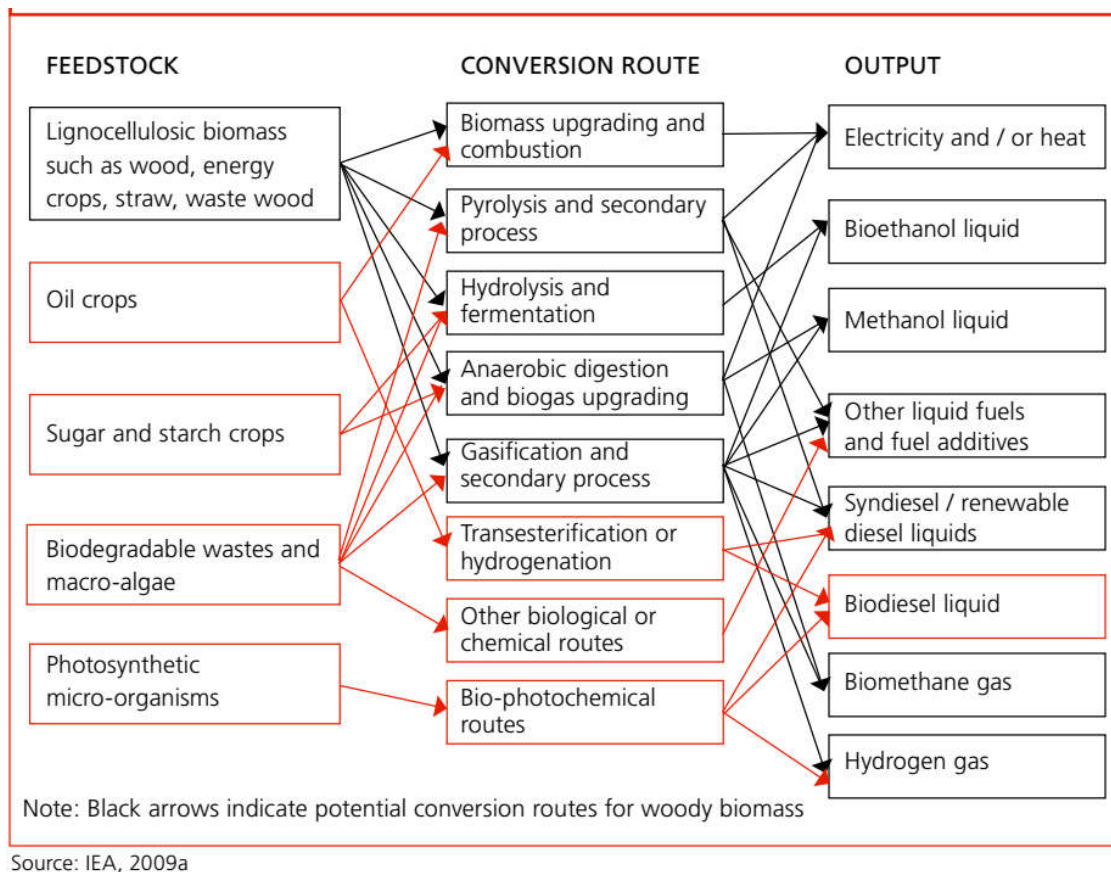 FEEDSTOCK
Lignocellulosic biomass
such as wood, energy
crops, straw, waste wood
Oil crops
Sugar and starch crops
Biodegradable wastes and
macro-algae
Photosynthetic
micro-organisms
CONVERSION ROUTE
Biomass upgrading and
combustion
Pyrolysis and secondary
process
Hydrolysis and
fermentation
Anaerobic digestion
and biogas upgrading
Gasification and
secondary process
Transesterification or
hydrogenation
Other biological or
chemical routes
Bio-photochemical
routes
OUTPUT
Electricity and / or heat
Bioethanol liquid
Methanol liquid
Other liquid fuels
and fuel additives
Syndiesel / renewable
diesel liquids
Biodiesel liquid
Biomethane gas
Hydrogen gas
Note: Black arrows indicate potential conversion routes for woody biomass
Source: IEA, 2009a